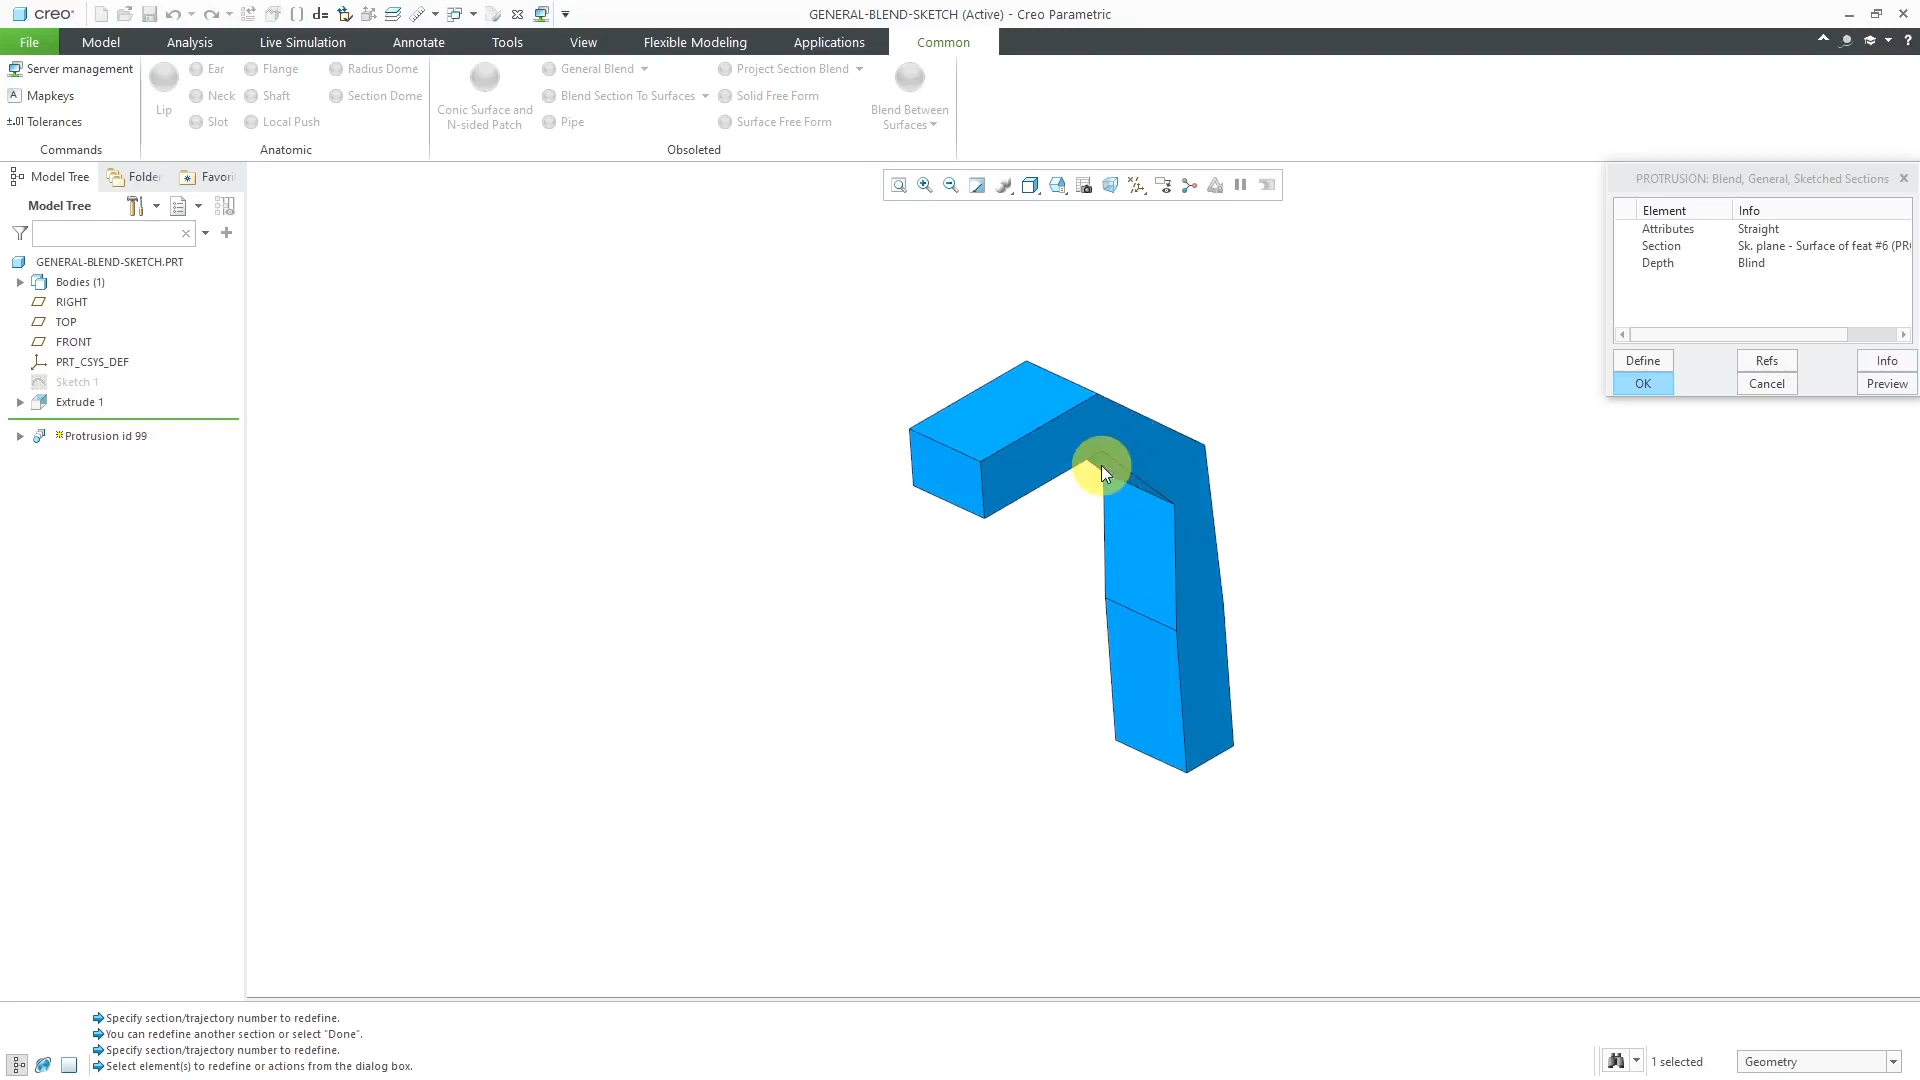 creo
GENERAL-BLEND-SKETCH (Active) - Creo Parametric
File
Model
Analysis
Live Simulation
Annotate
Tools
View
Flexible Modeling
Applications
Common
Server management
Mapkeys
Tolerances
Commands
Lip
Ear
Neck
Slot
Flange
Shaft
Local Push
Radius Dome
Section Dome
Anatomic
Conic Surface and
N-sided Patch
General Blend
Blend Section To Surfaces
Pipe
Project Section Blend
Solid Free Form
Surface Free Form
Blend Between
Surfaces
Obsoleted
Model Tree
Folder
Favori
Model Tree
GENERAL-BLEND-SKETCH.PRT
Bodies (1)
RIGHT
TOP
FRONT
PRT_CSYS_DEF
Sketch 1
Extrude 1
Protrusion id 99
PROTRUSION: Blend, General, Sketched Sections
Element Info
Attributes Straight
Section Sk. plane - Surface of feat #6 (PR
Depth Blind
Define Refs Info
OK Cancel Preview
Specify section/trajectory number to redefine.
You can redefine another section or select "Done".
Specify section/trajectory number to redefine.
Select element(s) to redefine or actions from the dialog box.
1 selected
Geometry